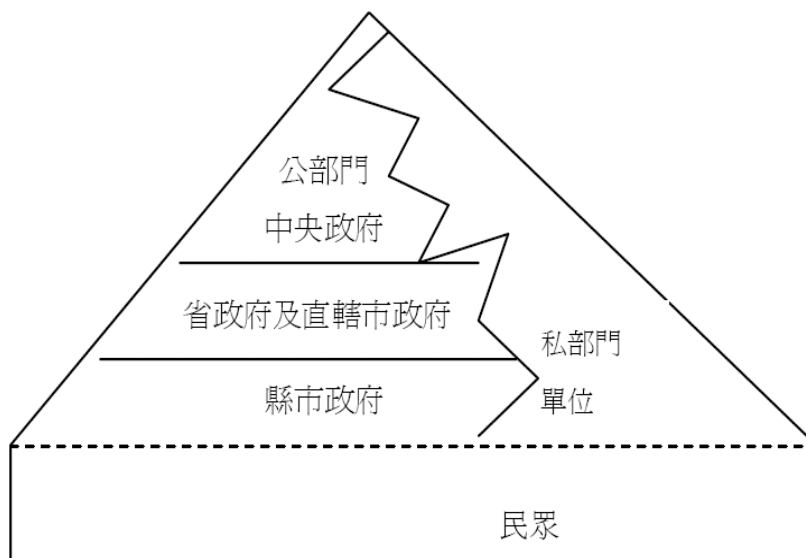 公部門
中央政府
省政府及直轄市政府
私部門
縣市政府
單位
民眾